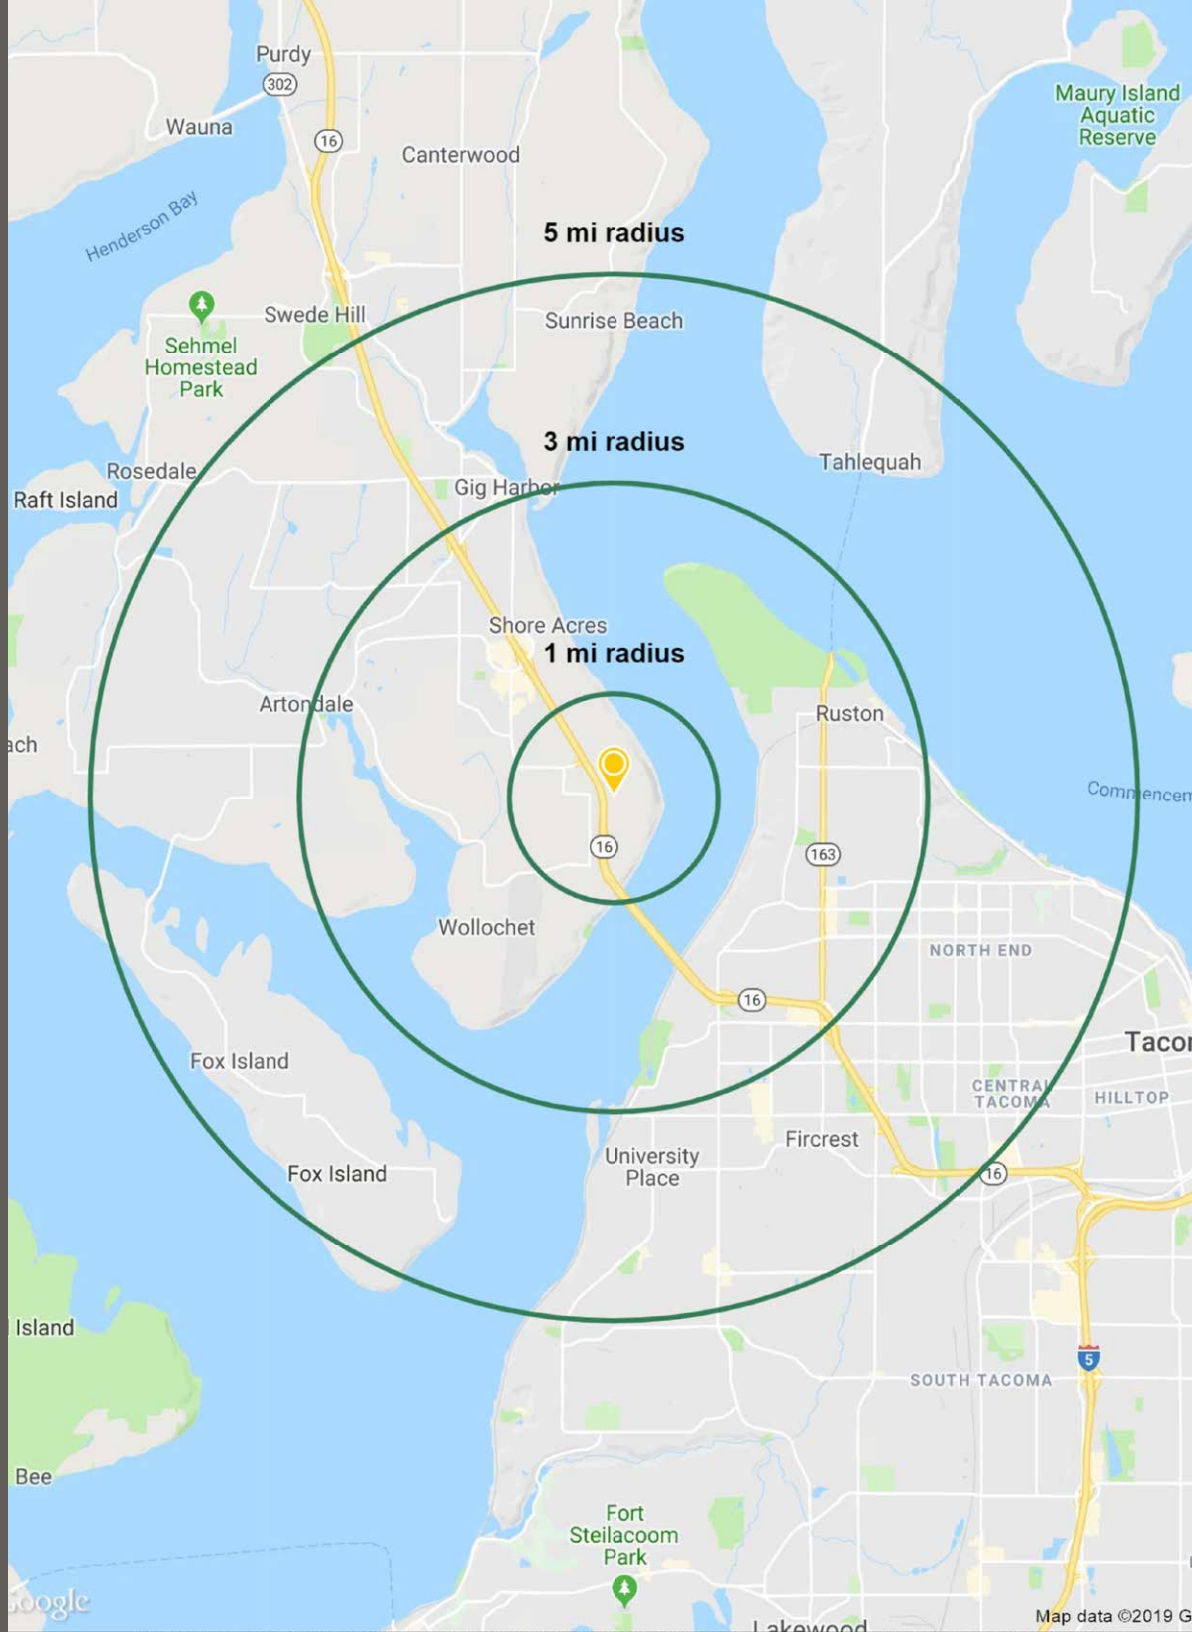 Purdy
302
Wauna
16
Canterwood
Maury Island
Aquatic
Reserve
Henderson Bay
5 mi radius
Swede Hill
Sunrise Beach
Sehmel
Homestead
Park
3 mi radius
Tahlequah
Rosedale
Raft Island
Gig Harbor
Shore Acres
1 mi radius
Artondale
Ruston
ach
Commencem
16
163
Wollochet
NORTH END
16
Tacor
Fox Island
CENTRAL
TACOMA
HILLTOP
Fircrest
University
Place
Fox Island
16
Island
5
SOUTH TACOMA
Bee
Fort
Steilacoom
Park
Google
Map data ©2019 G
Lakewood